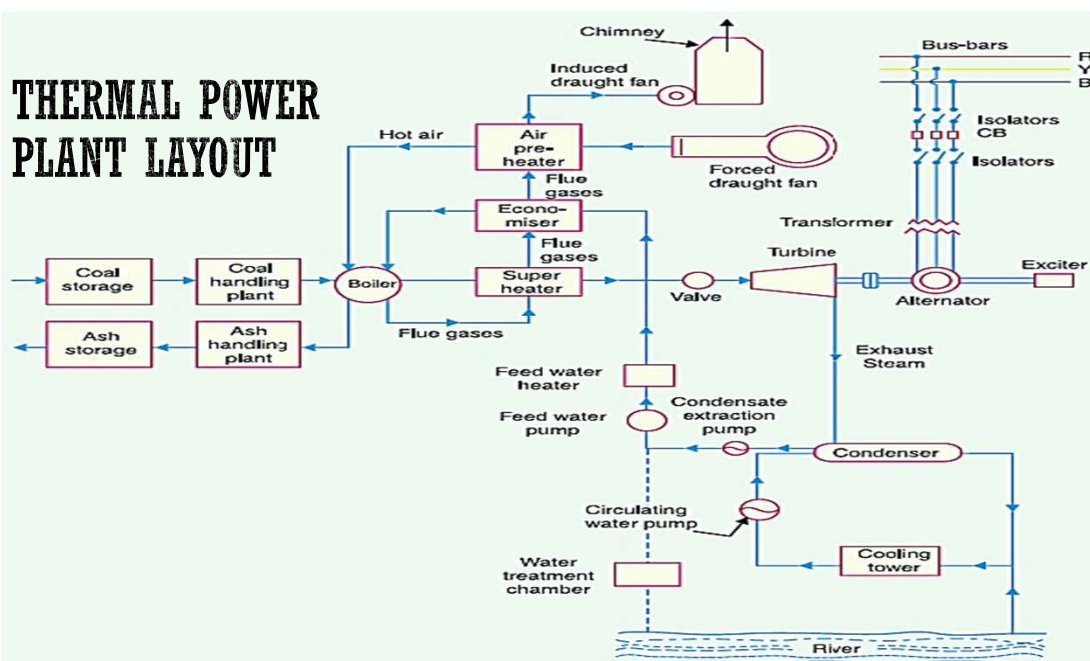 THERMAL POWER
PLANT LAYOUT
Chimney
Induced
draught fan
Bus-bars
R
Y
B
Isolators
CB
Isolators
Hot air
Air
pre-
heater
Forced
draught fan
Flue
gases
Econo-
miser
Flue
gases
Transformer
Turbine
Coal
storage
Coal
handling
plant
Boiler
Super
heater
Valve
Alternator
Exciter
Flue gases
Ash
storage
Ash
handling
plant
Exhaust
Steam
Feed water
heater
Feed water
pump
Condensate
extraction
pump
Condenser
Circulating
water pump
Cooling
tower
Water
treatment
chamber
River